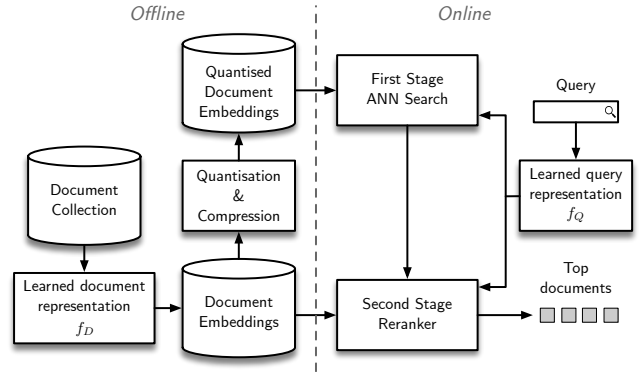 Offline
Online
Quantised
Document
Embeddings
First Stage
ANN Search
Query
Document
Collection
Quantisation
&
Compression
Learned query
representation
f_Q
Learned document
representation
f_D
Document
Embeddings
Second Stage
Reranker
Top
documents